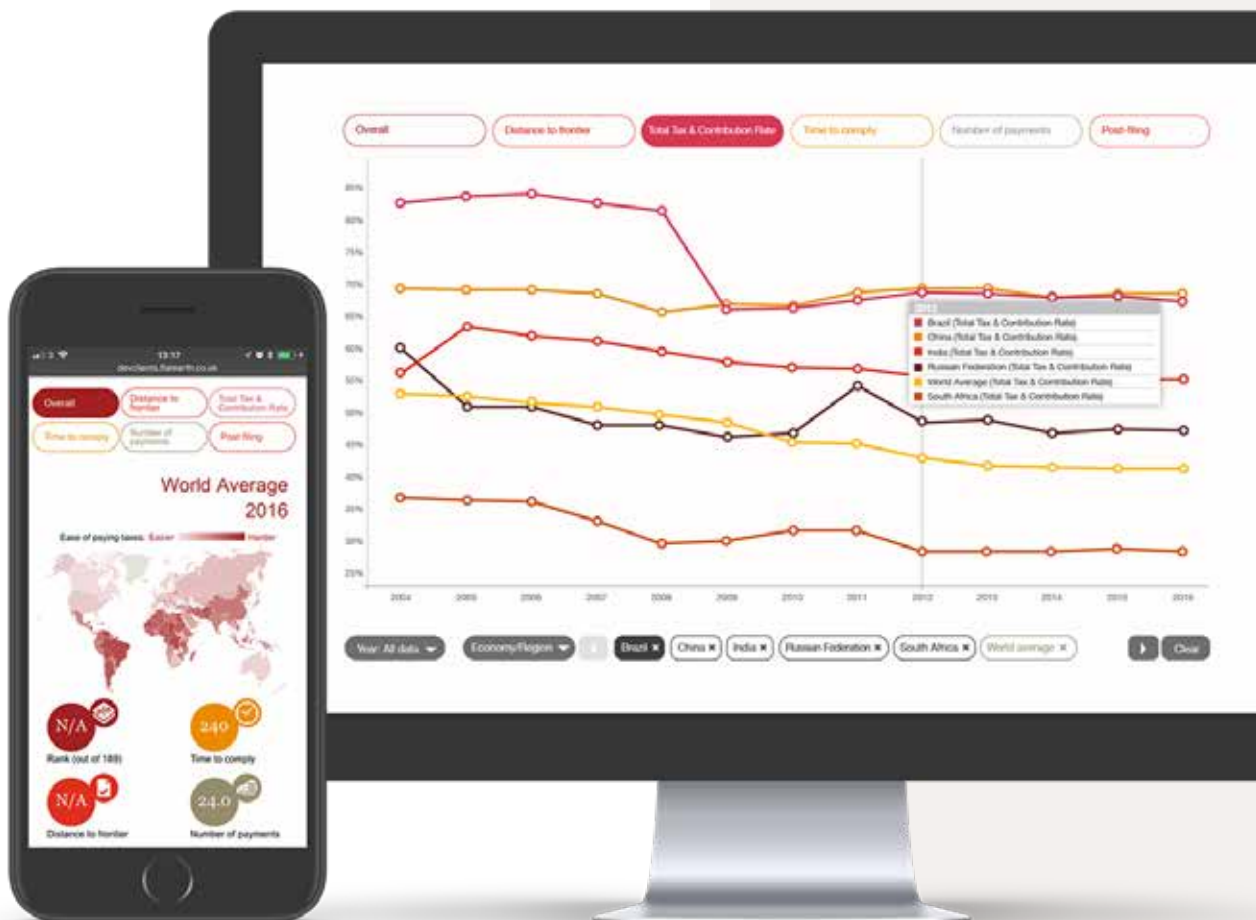 Overall
Distance to frontier
Total Tax & Contribution Rate
Time to comply
Number of payments
Post-filing
85%
80%
75%
70%
65%
60%
55%
50%
45%
40%
35%
30%
25%
Brazil (Total Tax & Contribution Rate)
China (Total Tax & Contribution Rate)
India (Total Tax & Contribution Rate)
Russian Federation (Total Tax & Contribution Rate)
World Average (Total Tax & Contribution Rate)
South Africa (Total Tax & Contribution Rate)
2004 2005 2006 2007 2008 2009 2010 2011 2012 2013 2014 2015 2016
Year: All data
Economy/Region
Brazil ×
China ×
India ×
Russian Federation ×
South Africa ×
World average ×
Clear
13:17
Overall
Distance to
frontier
Total Tax &
Contribution Rate
Time to comply
Number of
payments
Post filing
World Average
2016
Ease of paying taxes: Easier Harder
N/A
Rank (out of 189)
240
Time to comply
N/A
Distance to frontier
24.0
Number of payments